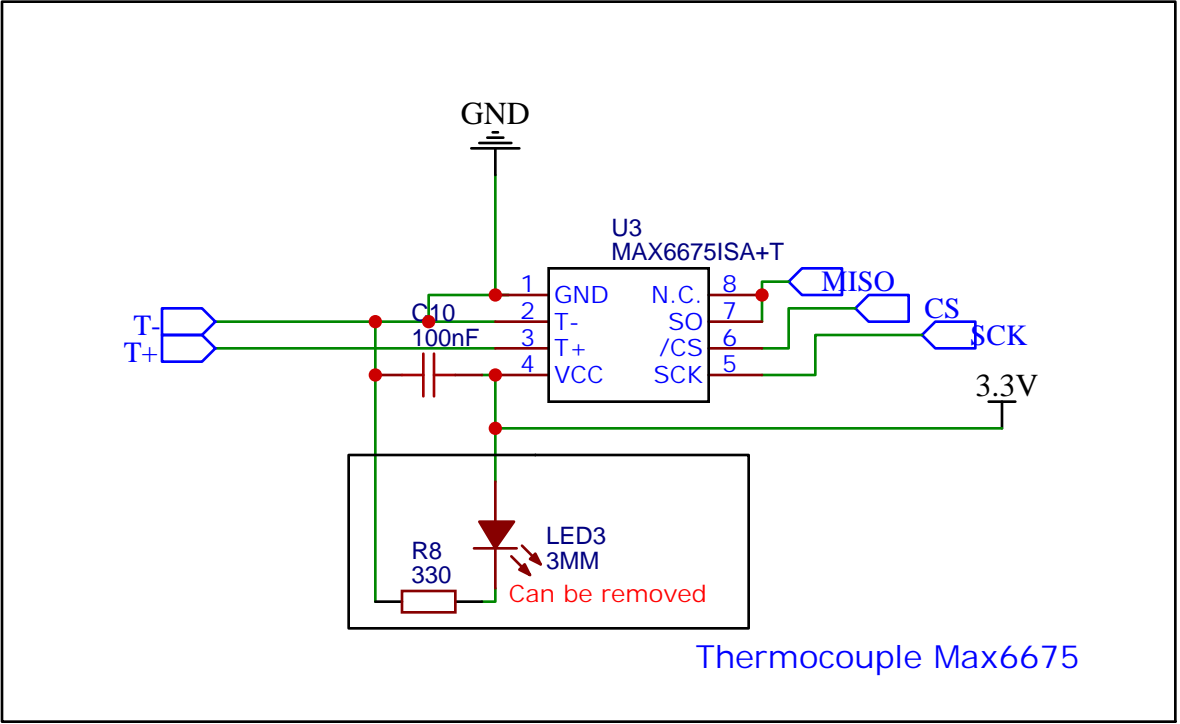 GND
U3
MAX6675ISA+T
1
GND
N.C.
8
MISO
C10
T-
2
T-
SO
7
CS
100nF
T+
3
T+
/CS
6
SCK
4
VCC
SCK
5
3.3V
LED3
3MM
R8
330
Can be removed
Thermocouple Max6675